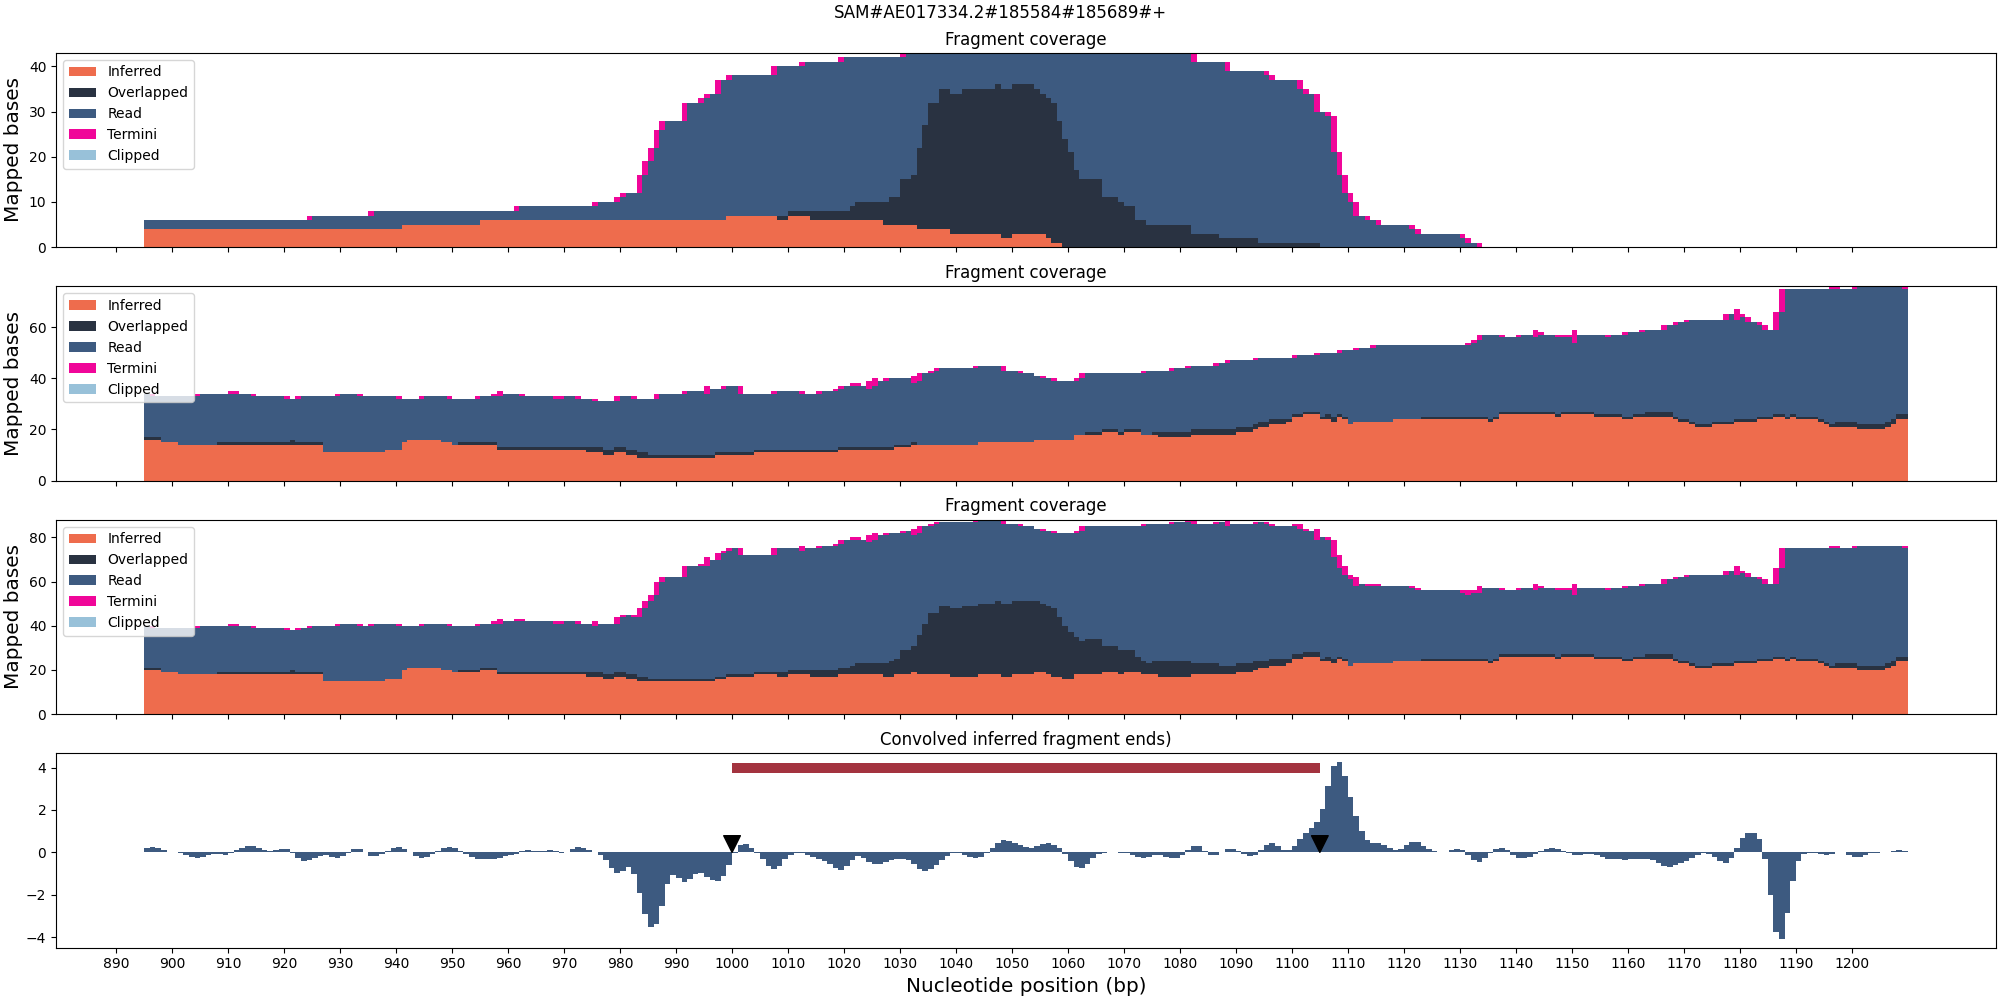 SAM#AE017334.2#185584#185689#+
Fragment coverage
Mapped bases
40
30
20
10
0
Inferred
Overlapped
Read
Termini
Clipped
Fragment coverage
Mapped bases
60
40
20
0
Inferred
Overlapped
Read
Termini
Clipped
Fragment coverage
Mapped bases
80
60
40
20
0
Inferred
Overlapped
Read
Termini
Clipped
Convolved inferred fragment ends)
4
2
0
−2
−4
890 900 910 920 930 940 950 960 970 980 990 1000 1010 1020 1030 1040 1050 1060 1070 1080 1090 1100 1110 1120 1130 1140 1150 1160 1170 1180 1190 1200
Nucleotide position (bp)